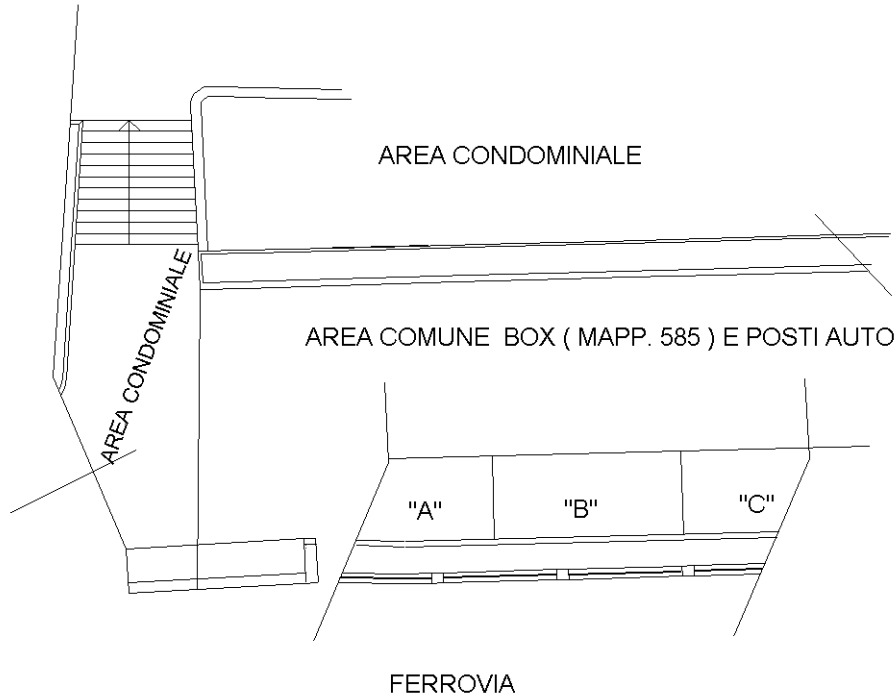 AREA CONDOMINIALE
AREA CONDOMINIALE
AREA COMUNE BOX ( MAPP. 585 ) E POSTI AUTO
"A"
"B"
"C"
FERROVIA